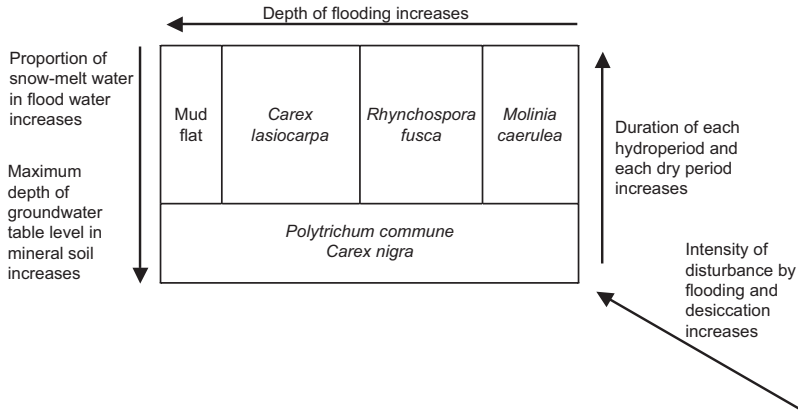 Depth of flooding increases
Proportion of
snow-melt water
in flood water
increases
Maximum
depth of
groundwater
table level in
mineral soil
increases
Mud
flat
Carex
lasiocarpa
Rhynchospora
fusca
Molinia
caerulea
Polytrichum commune
Carex nigra
Duration of each
hydroperiod and
each dry period
increases
Intensity of
disturbance by
flooding and
desiccation
increases